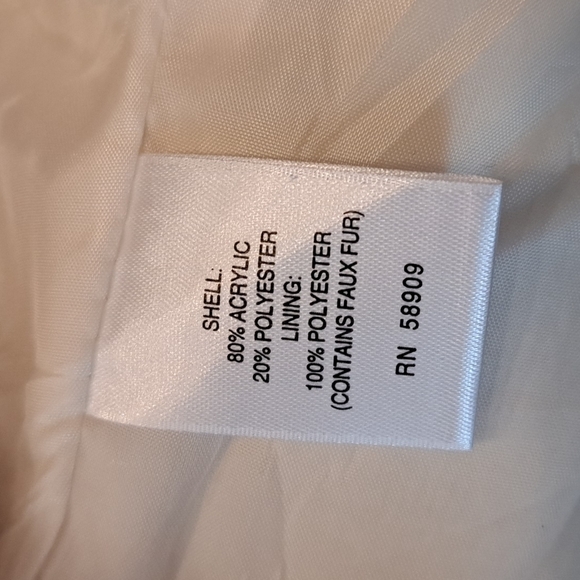 SHELL:
80% ACRYLIC
20% POLYESTER
LINING:
100% POLYESTER
(CONTAINS FAUX FUR)
RN 58909